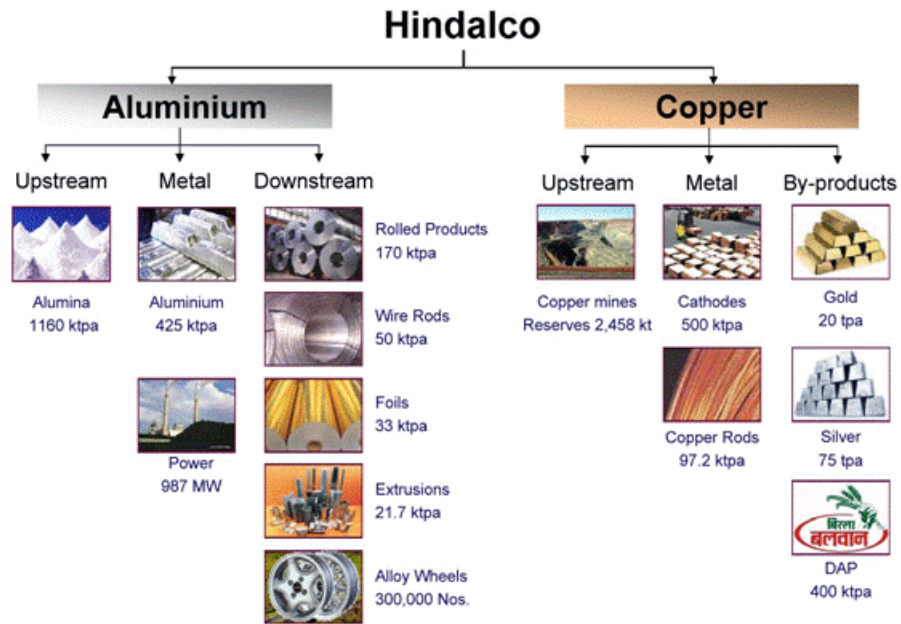 Hindalco
Aluminium
Copper
Upstream
Metal
Downstream
Upstream
Metal
By-products
Alumina
1160 ktpa
Aluminium
425 ktpa
Power
987 MW
Rolled Products
170 ktpa
Wire Rods
50 ktpa
Foils
33 ktpa
Extrusions
21.7 ktpa
Alloy Wheels
300,000 Nos.
Copper mines
Reserves 2,458 kt
Cathodes
500 ktpa
Copper Rods
97.2 ktpa
Gold
20 tpa
Silver
75 tpa
बिरला
बलवान
DAP
400 ktpa